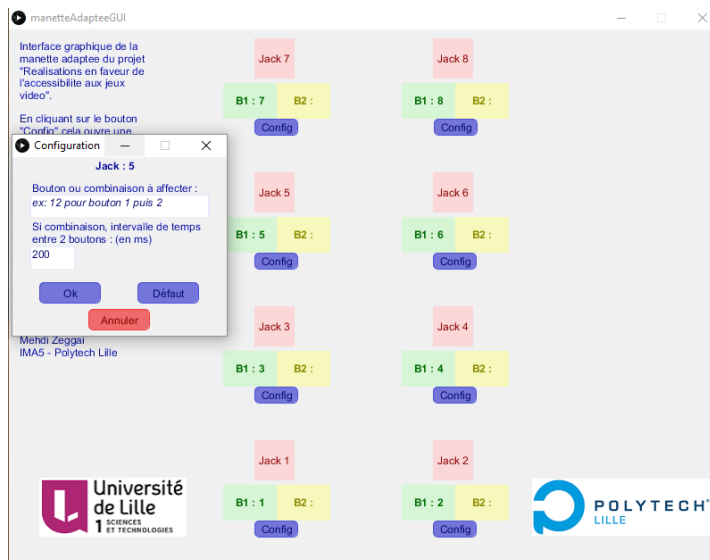 manetteAdapteeGUI
Interface graphique de la
manette adaptee du projet
"Realisations en faveur de
l'accessibilite aux jeux
video".
En cliquant sur le bouton
"Config" cela ouvre une
Configuration
Jack : 5
Bouton ou combinaison à affecter :
ex: 12 pour bouton 1 puis 2
Si combinaison, intervalle de temps
entre 2 boutons : (en ms)
200
Ok
Défaut
Annuler
Mehdi Zeggai
IMA5 - Polytech Lille
Jack 7
B1 : 7
B2 :
Config
Jack 8
B1 : 8
B2 :
Config
Jack 5
B1 : 5
B2 :
Config
Jack 6
B1 : 6
B2 :
Config
Jack 3
B1 : 3
B2 :
Config
Jack 4
B1 : 4
B2 :
Config
Jack 1
B1 : 1
B2 :
Config
Jack 2
B1 : 2
B2 :
Config
Université
de Lille
1 SCIENCES
ET TECHNOLOGIES
POLYTECH
LILLE